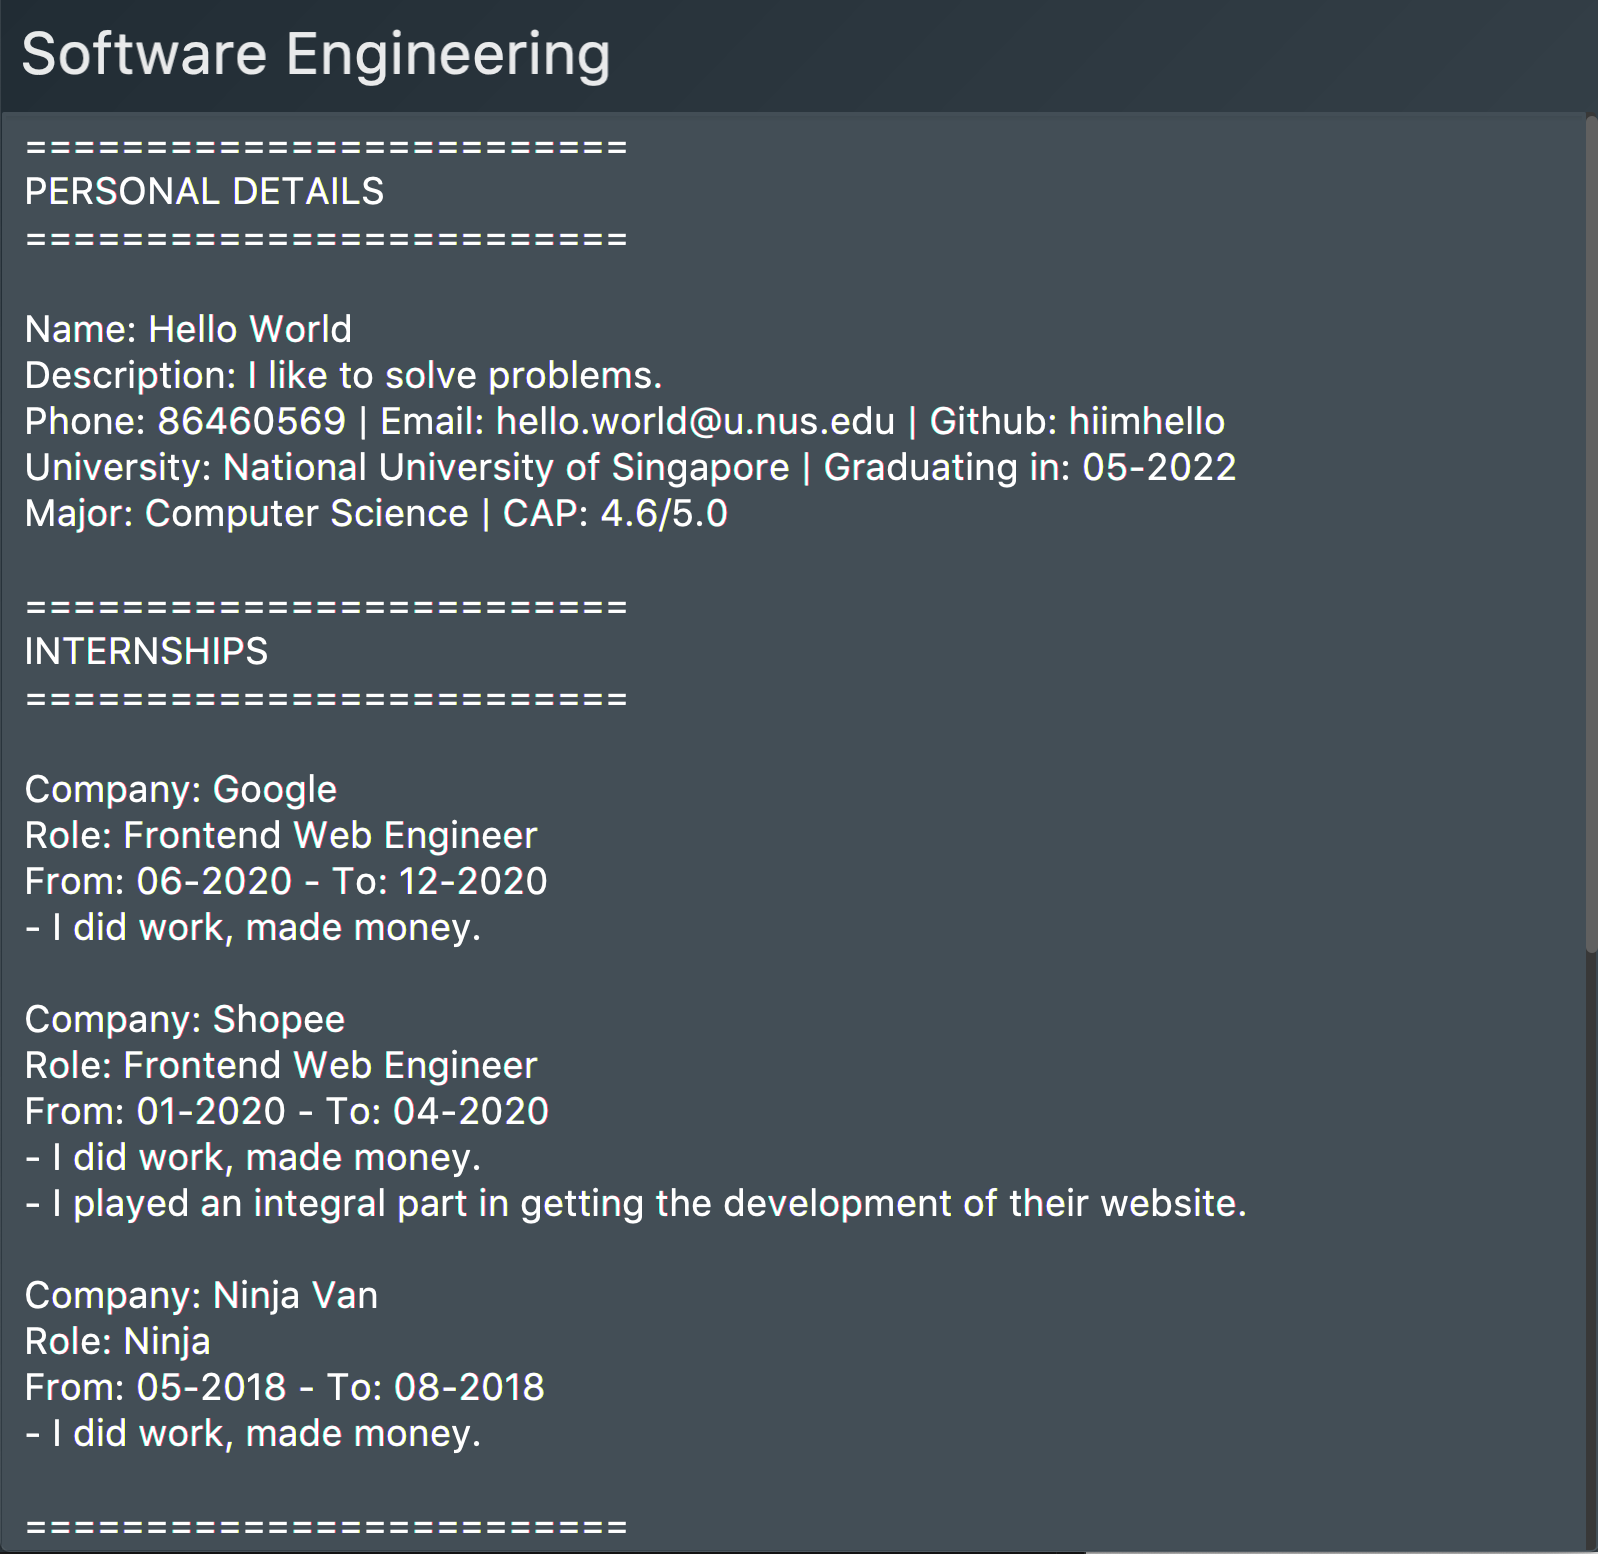 Software Engineering
=========================
PERSONAL DETAILS
=========================
Name: Hello World
Description: I like to solve problems.
Phone: 86460569 | Email: hello.world@u.nus.edu | Github: hiimhello
University: National University of Singapore | Graduating in: 05-2022
Major: Computer Science | CAP: 4.6/5.0
=========================
INTERNSHIPS
=========================
Company: Google
Role: Frontend Web Engineer
From: 06-2020 - To: 12-2020
- I did work, made money.
Company: Shopee
Role: Frontend Web Engineer
From: 01-2020 - To: 04-2020
- I did work, made money.
- I played an integral part in getting the development of their website.
Company: Ninja Van
Role: Ninja
From: 05-2018 - To: 08-2018
- I did work, made money.
=========================